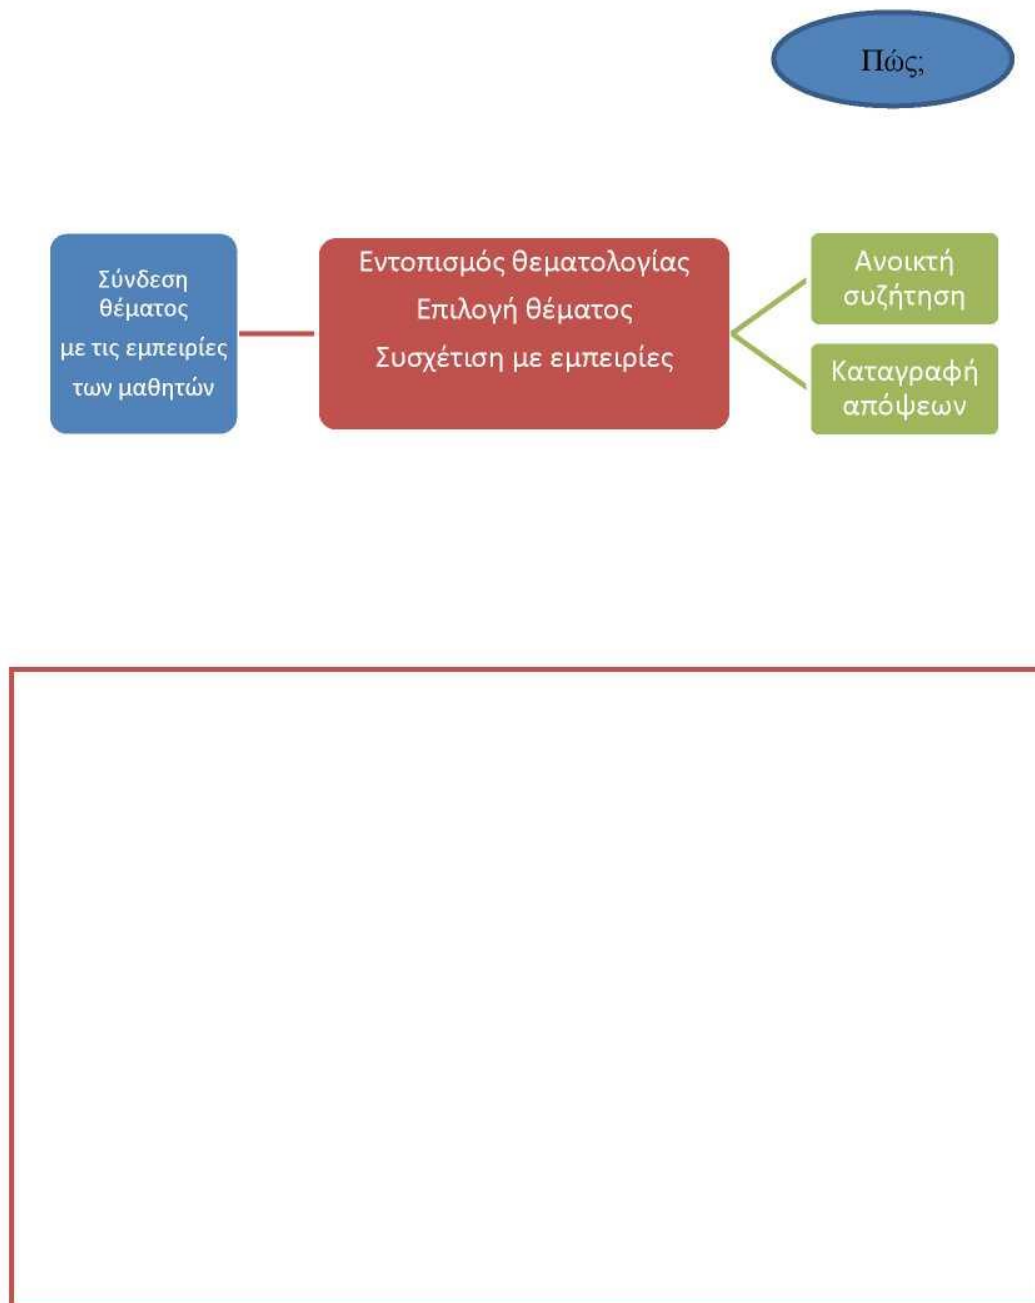 Πώς;
Σύνδεση
θέματος
με τις εμπειρίες
των μαθητών
Εντοπισμός θεματολογίας
Επιλογή θέματος
Συσχέτιση με εμπειρίες
Ανοικτή
συζήτηση
Καταγραφή
απόψεων